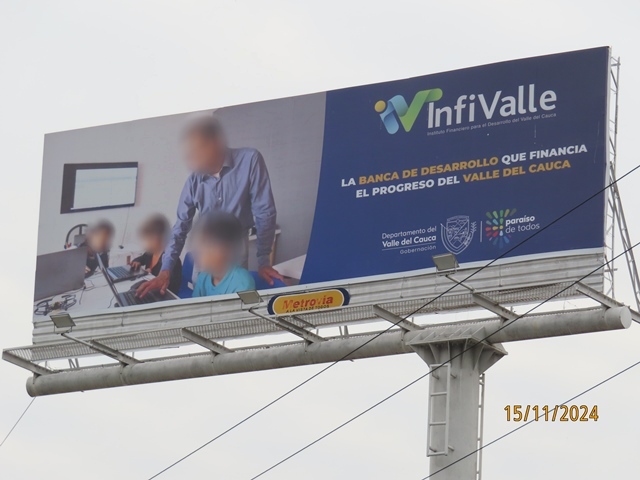 InfiValle
Instituto Financiero para el Desarrollo del Valle del Cauca
LA BANCA DE DESARROLLO QUE FINANCIA
EL PROGRESO DEL VALLE DEL CAUCA
Departamento del
Valle del Cauca
Gobernación
paraíso
de todos
Metrovía
15/11/2024